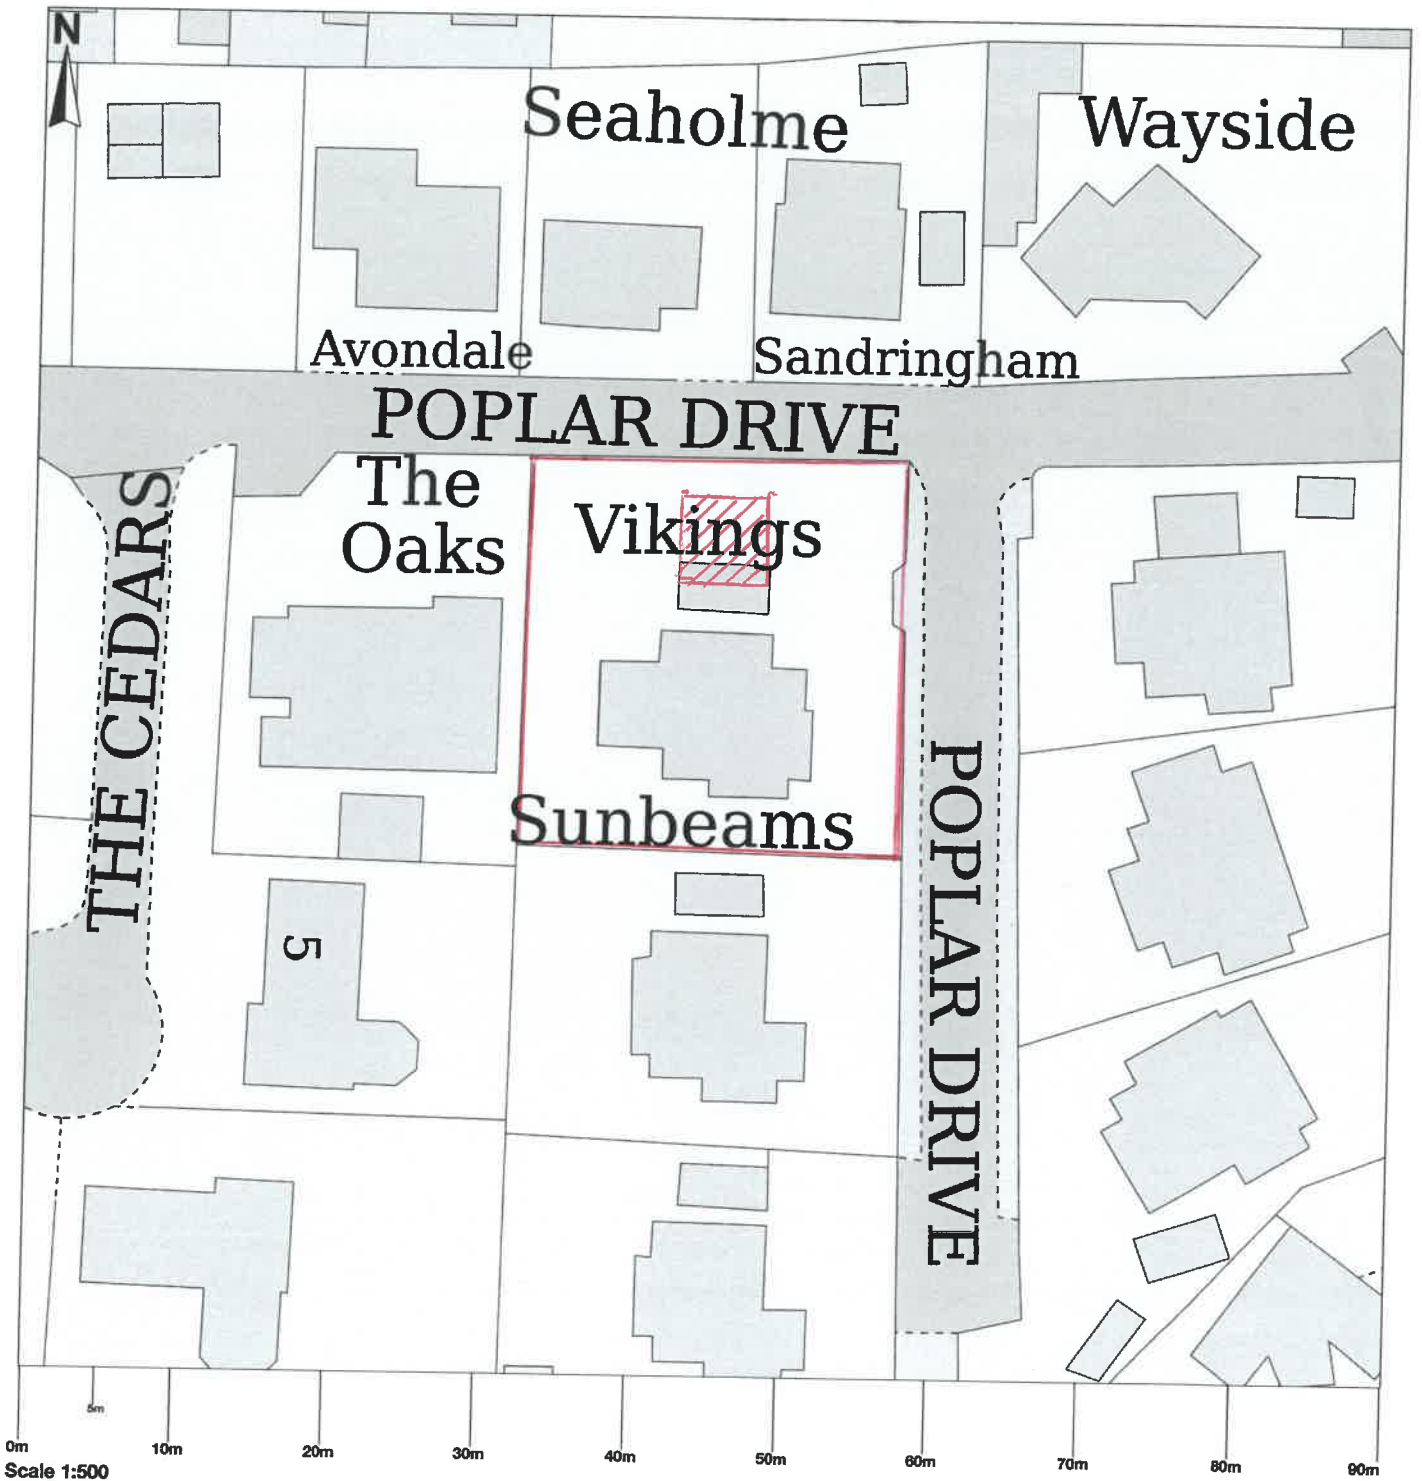 N
Seaholme
Wayside
Avondale
Sandringham
POPLAR DRIVE
The
Oaks
Vikings
THE CEDARS
Sunbeams
POPLAR DRIVE
5
5m
0m 10m 20m 30m 40m 50m 60m 70m 80m 90m
Scale 1:500